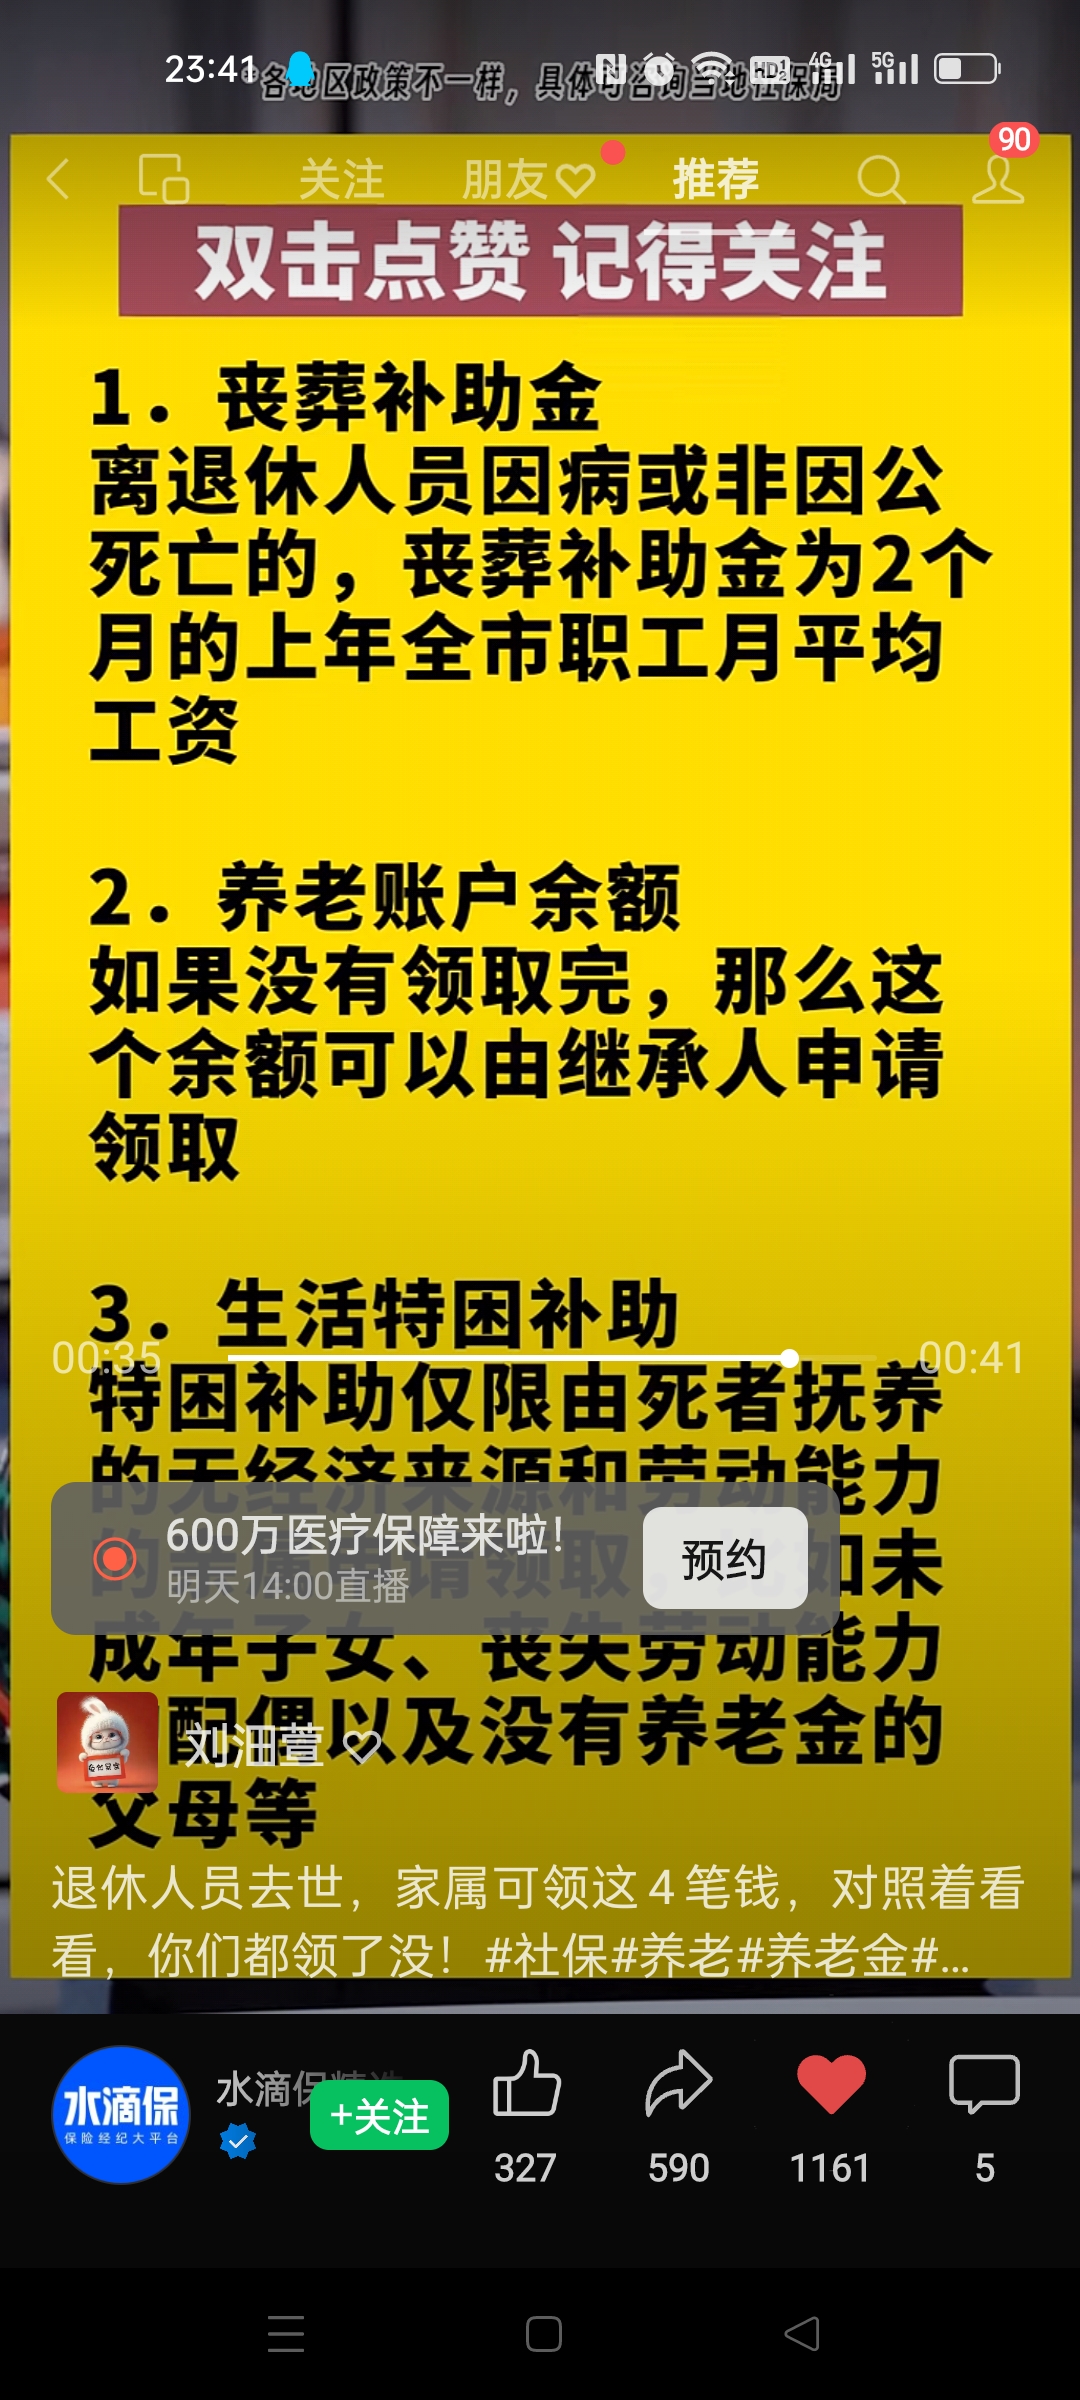 23:41
各地区政策不一样，具体可咨询当地社保局
4G
5G
90
关注
朋友
推荐
双击点赞 记得关注
1. 丧葬补助金
离退休人员因病或非因公
死亡的，丧葬补助金为2个
月的上年全市职工月平均
工资
2. 养老账户余额
如果没有领取完，那么这
个余额可以由继承人申请
领取
3. 生活特困补助
00:35
00:41
特困补助仅限由死者抚养
的无经济来源和劳动能力
请领取，比如未
600万医疗保障来啦！
明天14:00直播
预约
成年子女、丧失劳动能力
配偶以及没有养老金的
父母等
退休人员去世，家属可领这4笔钱，对照着看
看，你们都领了没！#社保#养老#养老金#...
水滴保
保险经纪大平台
水滴保精选
+关注
327
590
1161
5